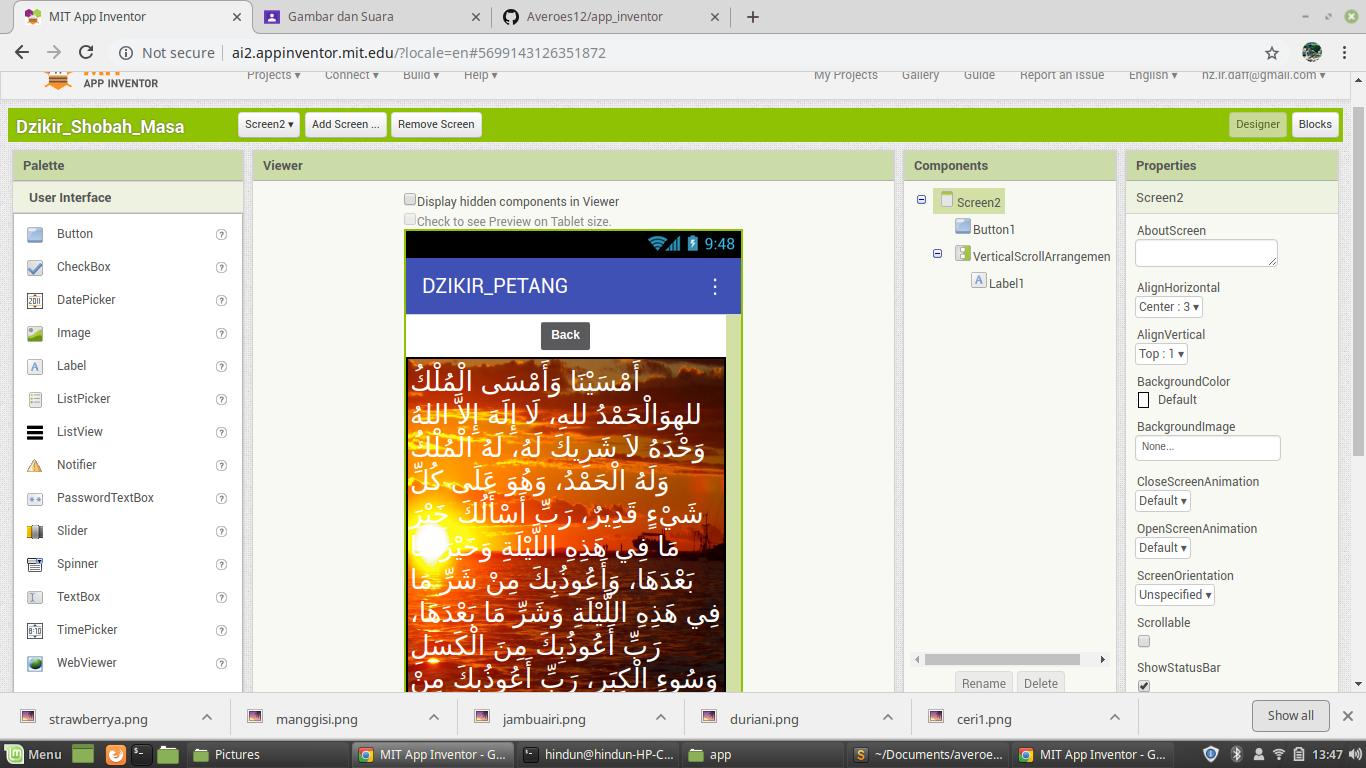 MIT App Inventor
Gambar dan Suara
Averoes12/app_inventor
Not secure | ai2.appinventor.mit.edu/?locale=en#5699143126351872
APP INVENTOR
Projects ▾ Connect ▾ Build ▾ Help ▾ My Projects Gallery Guide Report an Issue English ▾ nz.ir.daff@gmail.com ▾
Dzikir_Shobah_Masa
Screen2 ▾ Add Screen ... Remove Screen Designer Blocks
Palette
User Interface
Button
CheckBox
DatePicker
Image
Label
ListPicker
ListView
Notifier
PasswordTextBox
Slider
Spinner
TextBox
TimePicker
WebViewer
Viewer
Display hidden components in Viewer
Check to see Preview on Tablet size.
9:48
DZIKIR_PETANG
Back
أَمْسَيْنَا وَأَمْسَى الْمُلْكُ
للهِوَالْحَمْدُ للهِ، لَا إِلَهَ إِلاَّ اللهُ
وَحْدَهُ لاَ شَرِيكَ لَهُ، لَهُ الْمُلْكُ
وَلَهُ الْحَمْدُ، وَهُوَ عَلَى كُلِّ
شَيْءٍ قَدِيرٌ، رَبِّ أَسْأَلُكَ خَيْرَ
مَا فِي هَذِهِ اللَّيْلَةِ وَخَيْرَ مَا
بَعْدَهَا، وَأَعُوذُبِكَ مِنْ شَرِّ مَا
فِي هَذِهِ اللَّيْلَةِ وَشَرِّ مَا بَعْدَهَا،
رَبِّ أَعُوذُبِكَ مِنَ الْكَسَلِ
وَسُوءِ الْكِبَرِ، رَبِّ أَعُوذُبِكَ مِنْ
Components
Screen2
Button1
VerticalScrollArrangemen
Label1
Rename Delete
Properties
Screen2
AboutScreen
AlignHorizontal
Center : 3 ▾
AlignVertical
Top : 1 ▾
BackgroundColor
Default
BackgroundImage
None...
CloseScreenAnimation
Default ▾
OpenScreenAnimation
Default ▾
ScreenOrientation
Unspecified ▾
Scrollable
ShowStatusBar
strawberrya.png manggisi.png jambuairi.png duriani.png ceri1.png Show all
Menu Pictures MIT App Inventor - G... hindun@hindun-HP-C... app ~/Documents/averoe... MIT App Inventor - G... 13:47